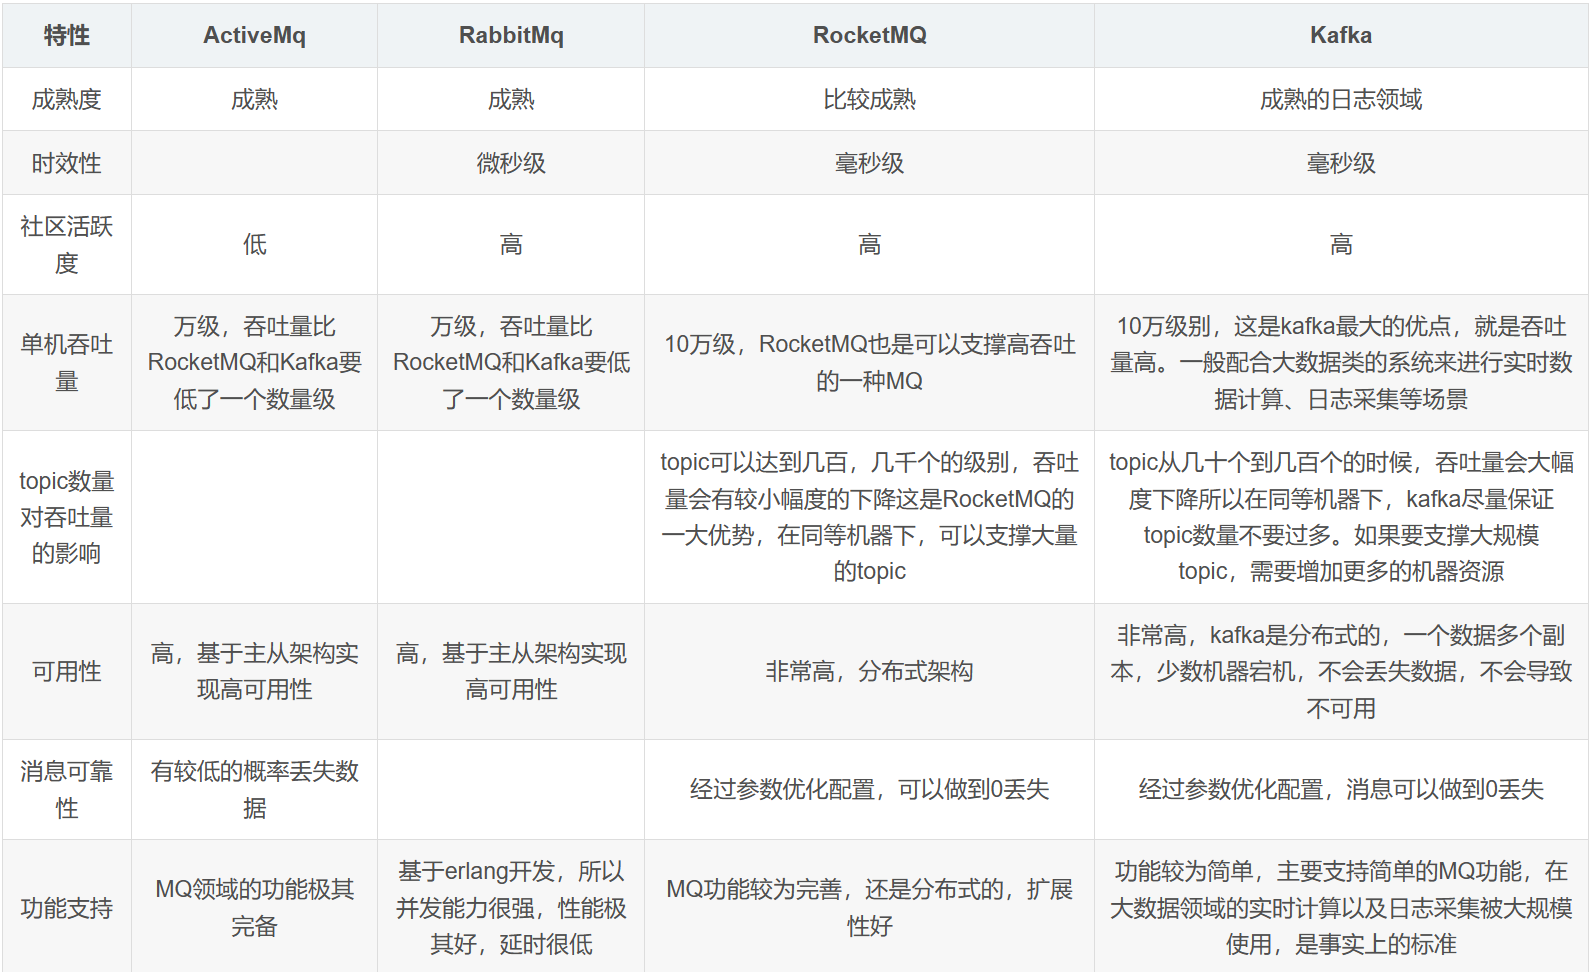 特性 ActiveMq RabbitMq RocketMQ Kafka
成熟度 成熟 成熟 比较成熟 成熟的日志领域
时效性 微秒级 毫秒级 毫秒级
社区活跃
度
低 高 高 高
单机吞吐
量
万级，吞吐量比
RocketMQ和Kafka要
低了一个数量级
万级，吞吐量比
RocketMQ和Kafka要低
了一个数量级
10万级，RocketMQ也是可以支撑高吞吐
的一种MQ
10万级别，这是kafka最大的优点，就是吞吐
量高。一般配合大数据类的系统来进行实时数
据计算、日志采集等场景
topic数量
对吞吐量
的影响
topic可以达到几百，几千个的级别，吞吐
量会有较小幅度的下降这是RocketMQ的
一大优势，在同等机器下，可以支撑大量
的topic
topic从几十个到几百个的时候，吞吐量会大幅
度下降所以在同等机器下，kafka尽量保证
topic数量不要过多。如果要支撑大规模
topic，需要增加更多的机器资源
可用性
高，基于主从架构实
现高可用性
高，基于主从架构实现
高可用性
非常高，分布式架构
非常高，kafka是分布式的，一个数据多个副
本，少数机器宕机，不会丢失数据，不会导致
不可用
消息可靠
性
有较低的概率丢失数
据
经过参数优化配置，可以做到0丢失
经过参数优化配置，消息可以做到0丢失
功能支持
MQ领域的功能极其
完备
基于erlang开发，所以
并发能力很强，性能极
其好，延时很低
MQ功能较为完善，还是分布式的，扩展
性好
功能较为简单，主要支持简单的MQ功能，在
大数据领域的实时计算以及日志采集被大规模
使用，是事实上的标准